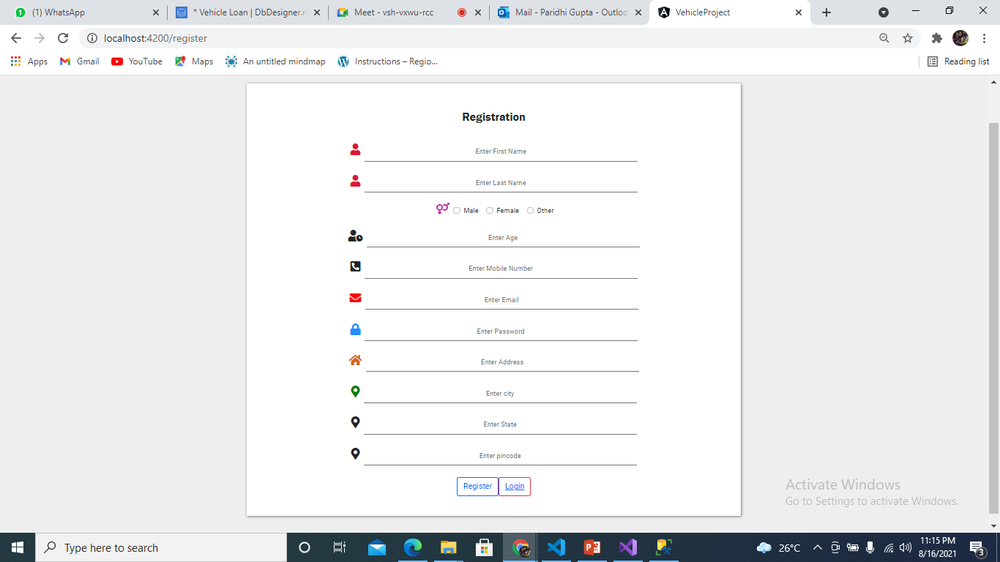 (1) WhatsApp
* Vehicle Loan | DbDesigner.n
Meet - vsh-vxwu-rcc
Mail - Paridhi Gupta - Outloo
VehicleProject
localhost:4200/register
Apps
Gmail
YouTube
Maps
An untitled mindmap
Instructions – Regio...
Reading list
Registration
Enter First Name
Enter Last Name
Male Female Other
Enter Age
Enter Mobile Number
Enter Email
Enter Password
Enter Address
Enter city
Enter State
Enter pincode
Register Login
Activate Windows
Go to Settings to activate Windows.
Type here to search
26°C
11:15 PM
8/16/2021
3